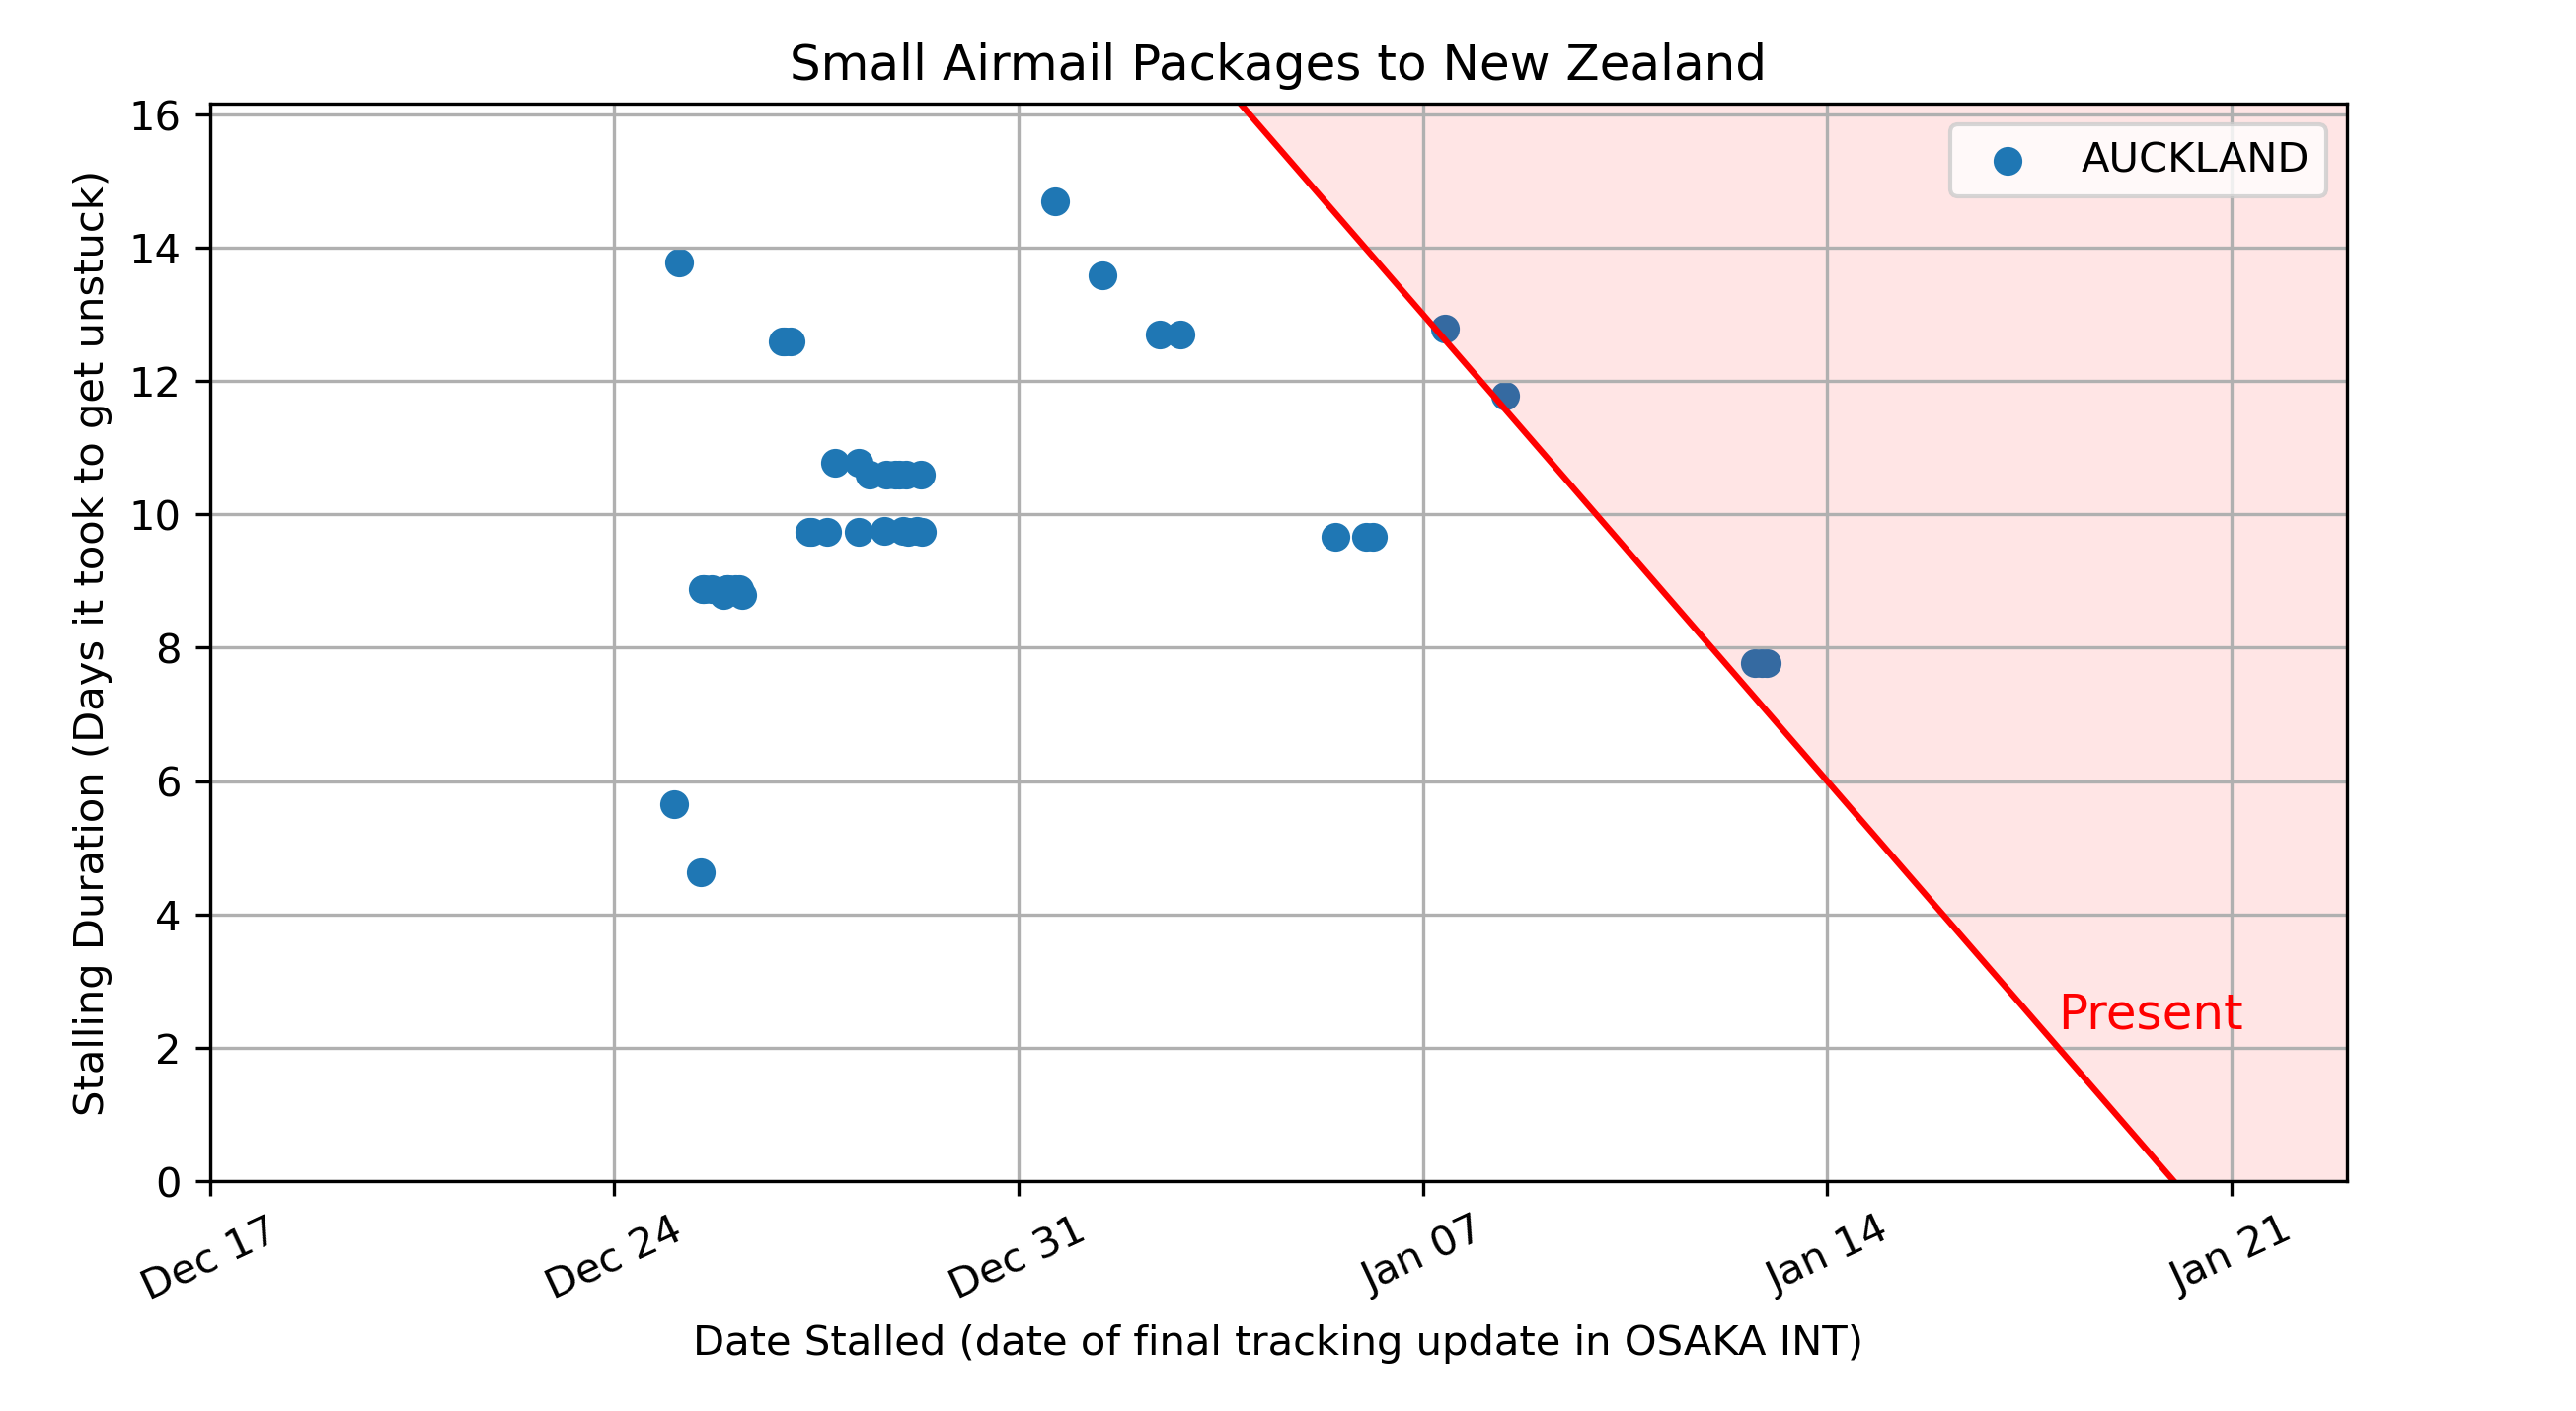 Small Airmail Packages to New Zealand
Stalling Duration (Days it took to get unstuck)
16
14
12
10
8
6
4
2
0
AUCKLAND
Present
Dec 17
Dec 24
Dec 31
Jan 07
Jan 14
Jan 21
Date Stalled (date of final tracking update in OSAKA INT)